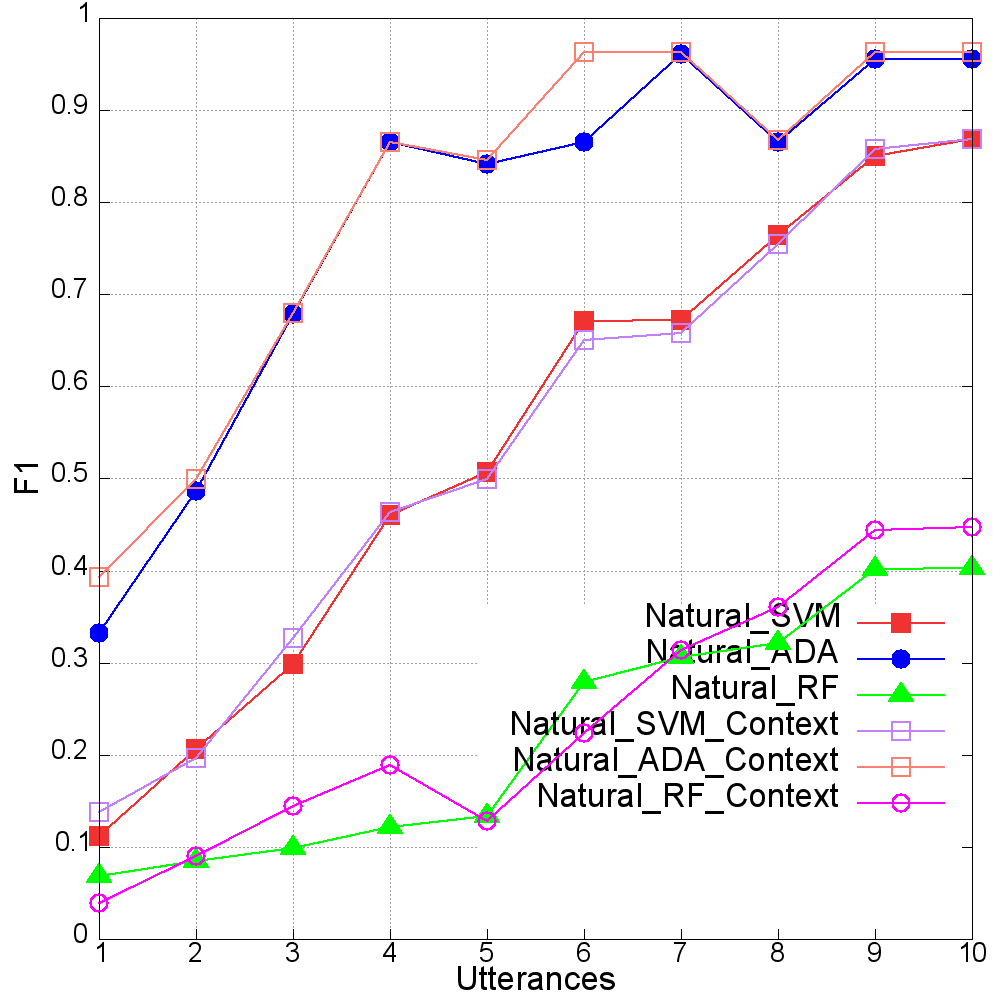 1
0.9
0.8
0.7
0.6
0.5
0.4
0.3
0.2
0.1
0
F1
Natural_SVM
Natural_ADA
Natural_RF
Natural_SVM_Context
Natural_ADA_Context
Natural_RF_Context
1 2 3 4 5 6 7 8 9 10
Utterances